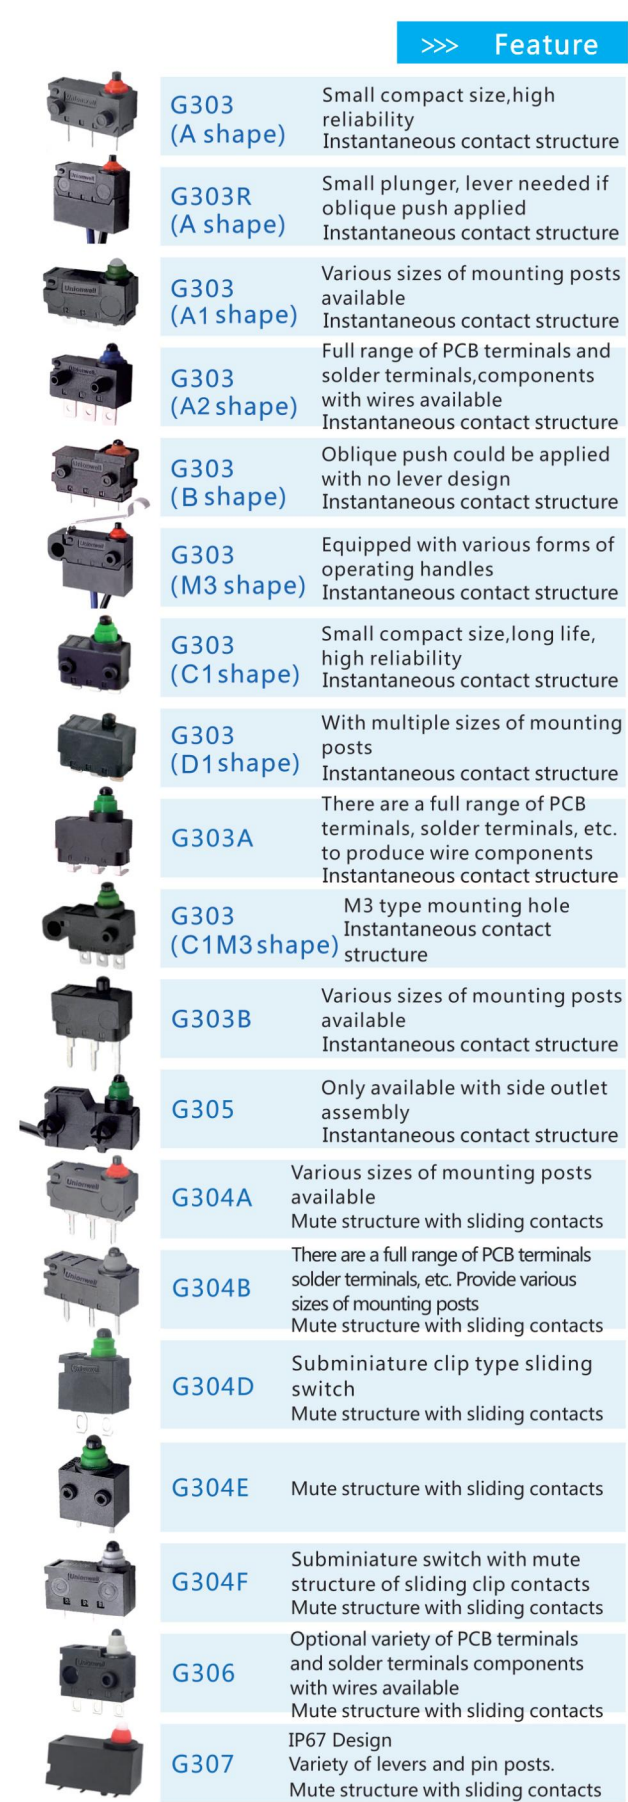 >>> Feature
G303
(A shape)
Small compact size,high
reliability
Instantaneous contact structure
G303R
(A shape)
Small plunger, lever needed if
oblique push applied
Instantaneous contact structure
G303
(A1 shape)
Various sizes of mounting posts
available
Instantaneous contact structure
G303
(A2 shape)
Full range of PCB terminals and
solder terminals,components
with wires available
Instantaneous contact structure
G303
(B shape)
Oblique push could be applied
with no lever design
Instantaneous contact structure
G303
(M3 shape)
Equipped with various forms of
operating handles
Instantaneous contact structure
G303
(C1 shape)
Small compact size,long life,
high reliability
Instantaneous contact structure
G303
(D1 shape)
With multiple sizes of mounting
posts
Instantaneous contact structure
G303A
There are a full range of PCB
terminals, solder terminals, etc.
to produce wire components
Instantaneous contact structure
G303
(C1M3 shape)
M3 type mounting hole
Instantaneous contact
structure
G303B
Various sizes of mounting posts
available
Instantaneous contact structure
G305
Only available with side outlet
assembly
Instantaneous contact structure
Unionwell
G304A
Various sizes of mounting posts
available
Mute structure with sliding contacts
Unionwell
G304B
There are a full range of PCB terminals
solder terminals, etc. Provide various
sizes of mounting posts
Mute structure with sliding contacts
G304D
Subminiature clip type sliding
switch
Mute structure with sliding contacts
G304E
Mute structure with sliding contacts
G304F
Subminiature switch with mute
structure of sliding clip contacts
Mute structure with sliding contacts
G306
Optional variety of PCB terminals
and solder terminals components
with wires available
Mute structure with sliding contacts
G307
IP67 Design
Variety of levers and pin posts.
Mute structure with sliding contacts